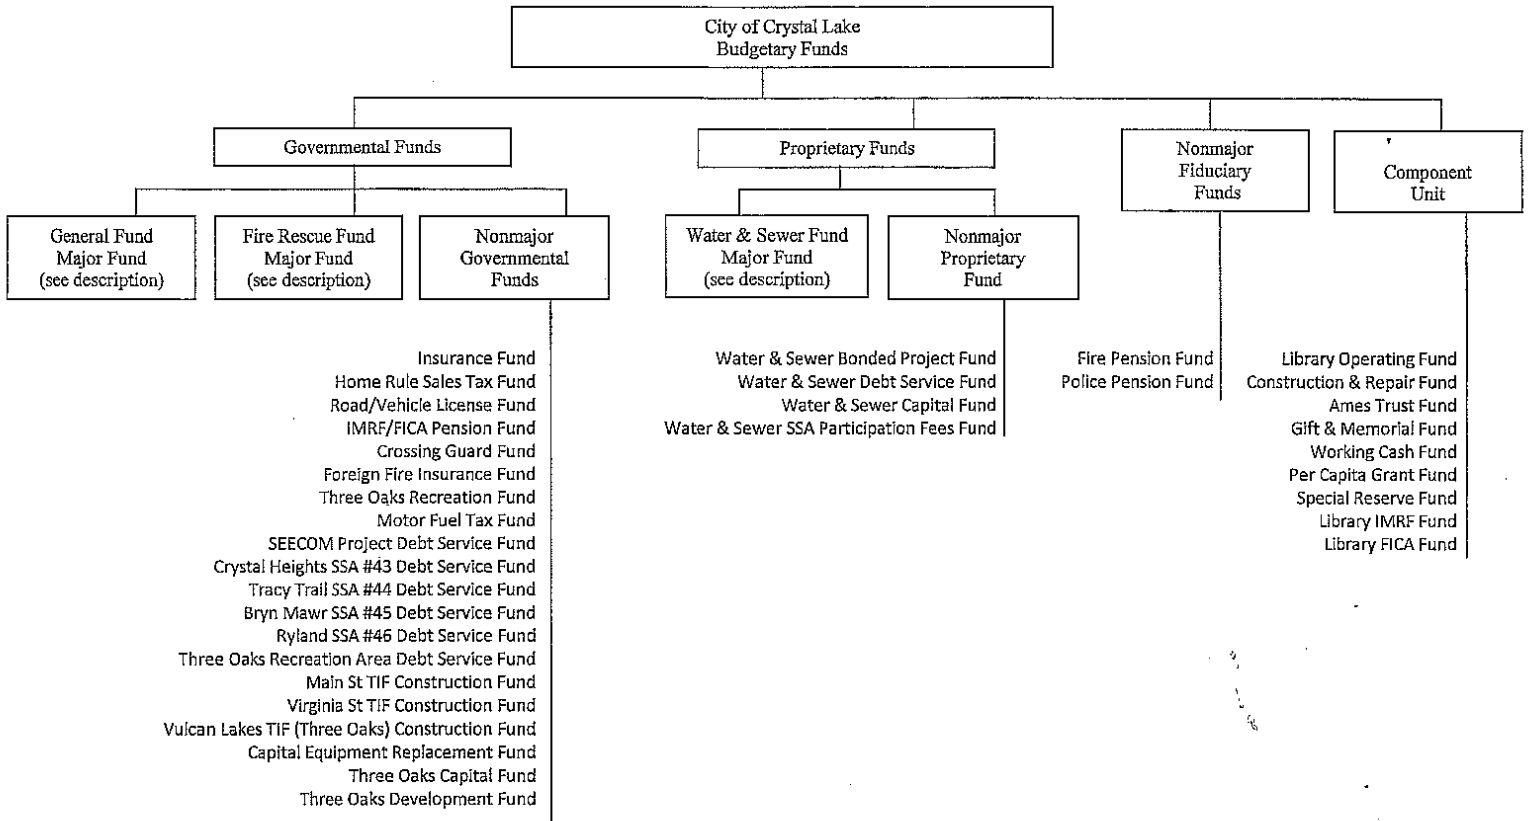 City of Crystal Lake
Budgetary Funds
Governmental Funds
Proprietary Funds
Nonmajor
Fiduciary
Funds
Component
Unit
General Fund
Major Fund
(see description)
Fire Rescue Fund
Major Fund
(see description)
Nonmajor
Governmental
Funds
Water & Sewer Fund
Major Fund
(see description)
Nonmajor
Proprietary
Fund
Insurance Fund
Home Rule Sales Tax Fund
Road/Vehicle License Fund
IMRF/FICA Pension Fund
Crossing Guard Fund
Foreign Fire Insurance Fund
Three Oaks Recreation Fund
Motor Fuel Tax Fund
SEECOM Project Debt Service Fund
Crystal Heights SSA #43 Debt Service Fund
Tracy Trail SSA #44 Debt Service Fund
Bryn Mawr SSA #45 Debt Service Fund
Ryland SSA #46 Debt Service Fund
Three Oaks Recreation Area Debt Service Fund
Main St TIF Construction Fund
Virginia St TIF Construction Fund
Vulcan Lakes TIF (Three Oaks) Construction Fund
Capital Equipment Replacement Fund
Three Oaks Capital Fund
Three Oaks Development Fund
Water & Sewer Bonded Project Fund
Water & Sewer Debt Service Fund
Water & Sewer Capital Fund
Water & Sewer SSA Participation Fees Fund
Fire Pension Fund
Police Pension Fund
Library Operating Fund
Construction & Repair Fund
Ames Trust Fund
Gift & Memorial Fund
Working Cash Fund
Per Capita Grant Fund
Special Reserve Fund
Library IMRF Fund
Library FICA Fund